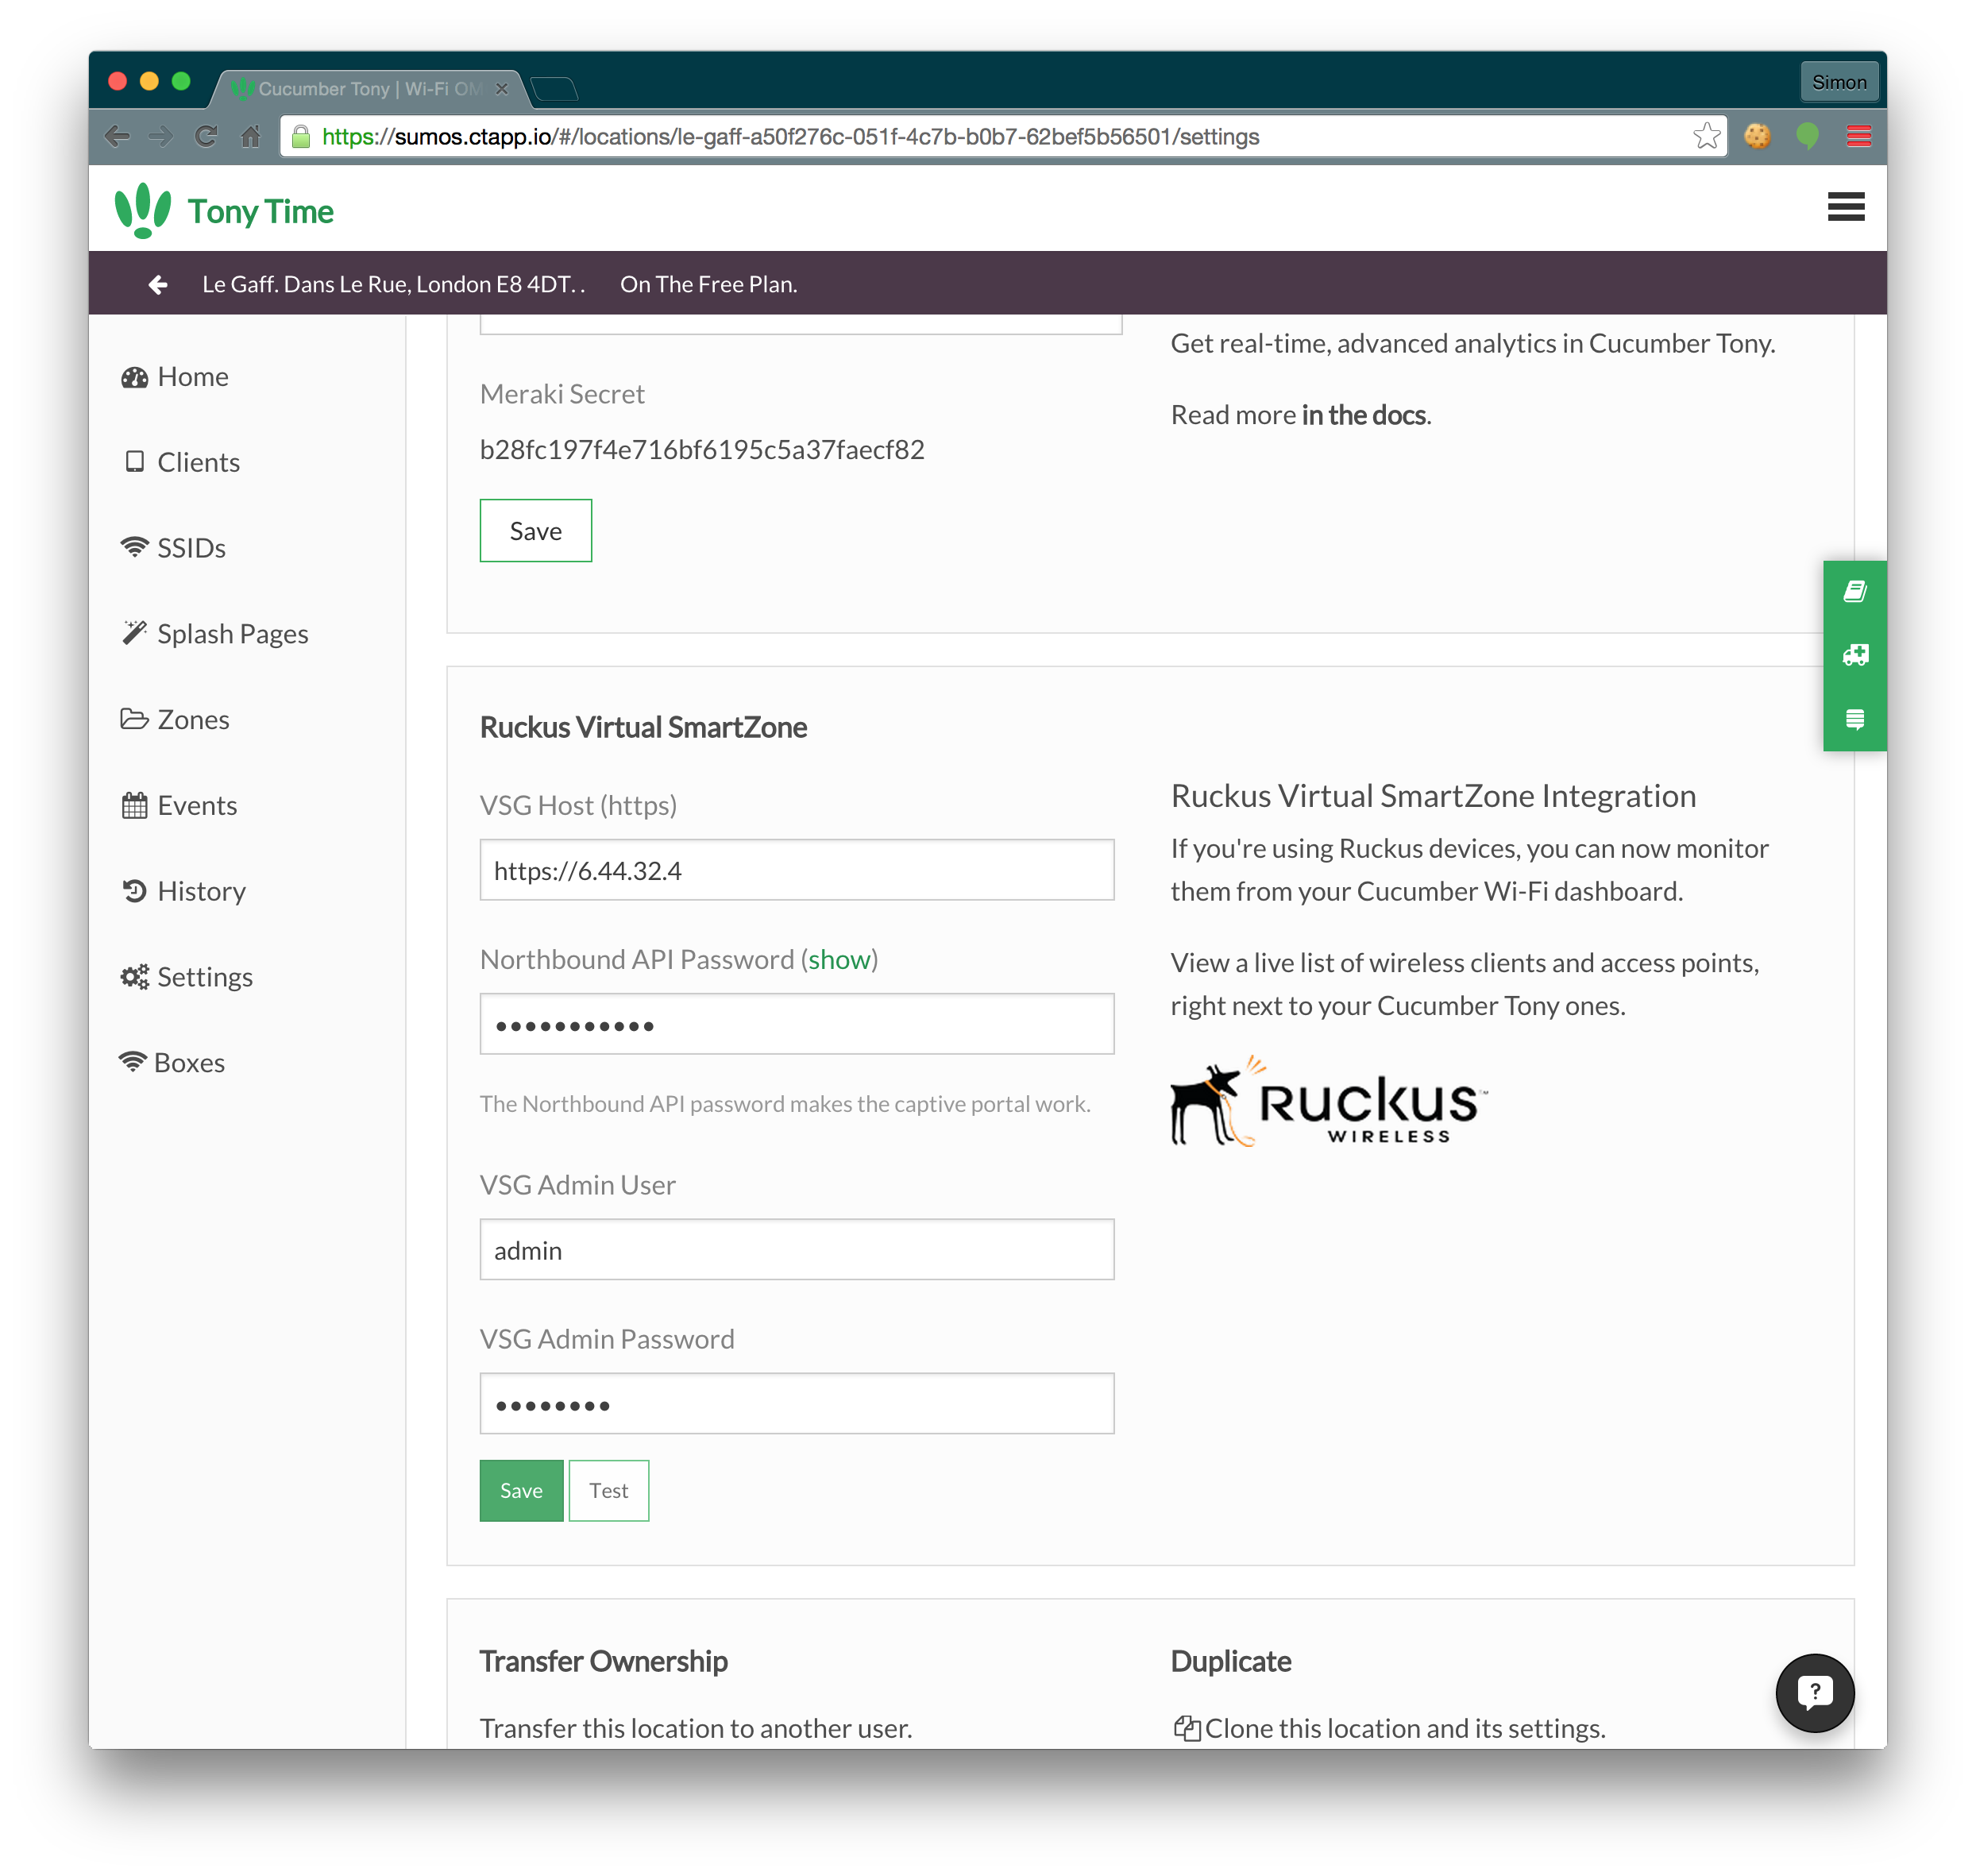 Cucumber Tony | Wi-Fi OM
Simon
https://sumos.ctapp.io/#/locations/le-gaff-a50f276c-051f-4c7b-b0b7-62bef5b56501/settings
Tony Time
Le Gaff. Dans Le Rue, London E8 4DT. . On The Free Plan.
Home
Clients
SSIDs
Splash Pages
Zones
Events
History
Settings
Boxes
Meraki Secret
b28fc197f4e716bf6195c5a37faecf82
Save
Get real-time, advanced analytics in Cucumber Tony.
Read more in the docs.
Ruckus Virtual SmartZone
VSG Host (https)
https://6.44.32.4
Northbound API Password (show)
•••••••••••
The Northbound API password makes the captive portal work.
VSG Admin User
admin
VSG Admin Password
••••••••
Save
Test
Ruckus Virtual SmartZone Integration
If you're using Ruckus devices, you can now monitor
them from your Cucumber Wi-Fi dashboard.
View a live list of wireless clients and access points,
right next to your Cucumber Tony ones.
Ruckus™
WIRELESS
Transfer Ownership
Transfer this location to another user.
Duplicate
Clone this location and its settings.
?